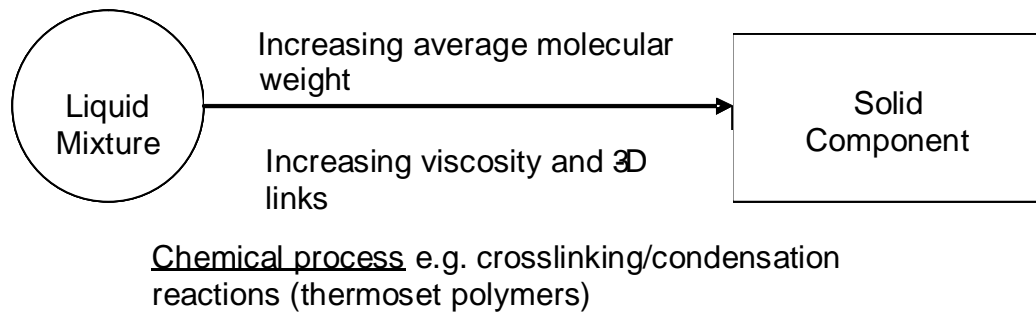 Increasing average molecular
weight
Liquid
Mixture
Solid
Component
Increasing viscosity and 3D
links
Chemical process e.g. crosslinking/condensation
reactions (thermoset polymers)